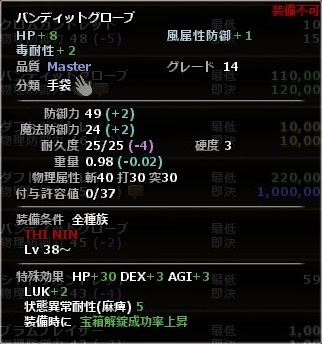 装備不可
バンディットグローブ
HP+8 風属性防御+1
毒耐性+2
品質 Master グレード 14
分類 手袋
防御力 49 (+2)
魔法防御力 24 (+2)
耐久度 25/25 (-4) 硬度 3
重量 0.98 (-0.02)
物理属性 斬40 打30 突30
付与許容値 0/37
装備条件 全種族
THI NIN
Lv 38～
特殊効果 HP+30 DEX+3 AGI+3
LUK+2
状態異常耐性(麻痺) 5
装備時に 宝箱解錠成功率上昇